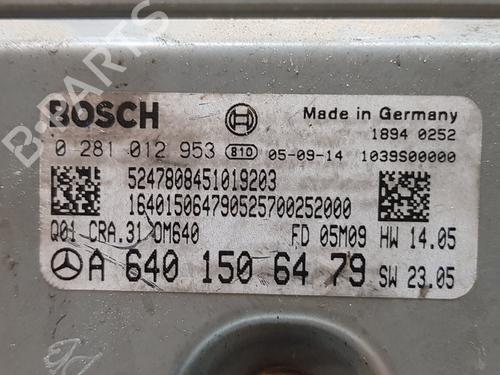 BOSCH
Made in Germany
1894 0252
0 281 012 953 810 05-09-14 1039S00000
5247808451019203
164015064790525700252000
Q01 CRA.31 OM640 FD 05M09 HW 14.05
A 640 150 64 79 SW 23.05
B-PARTS